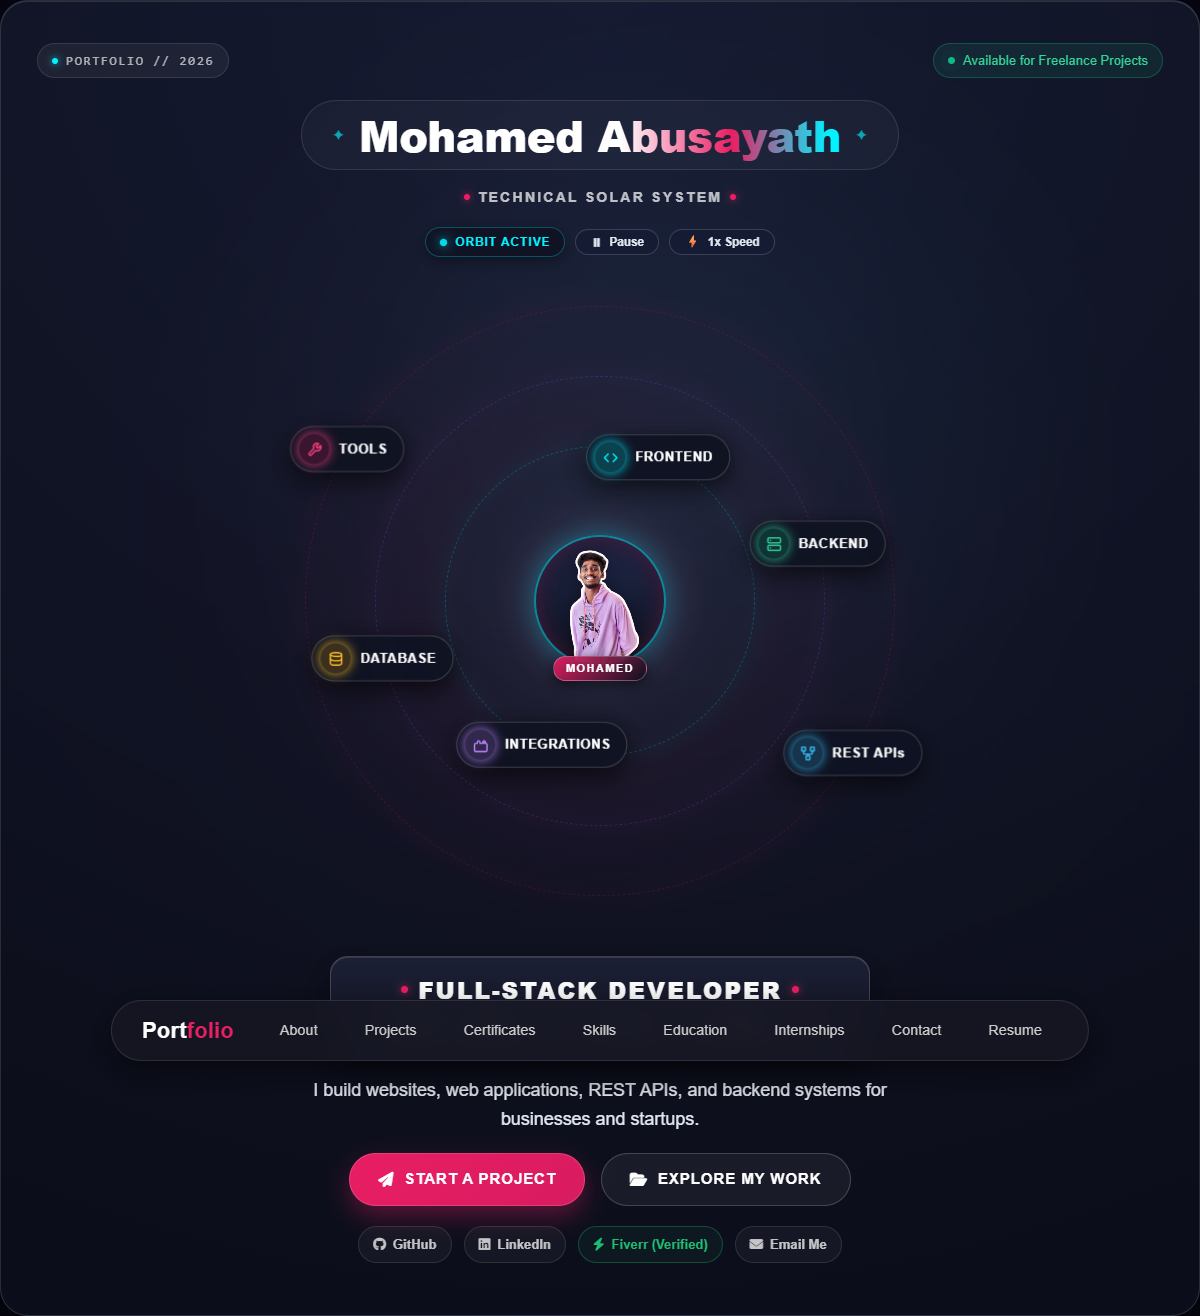 PORTFOLIO // 2026
Available for Freelance Projects
Mohamed Abusayath
TECHNICAL SOLAR SYSTEM
ORBIT ACTIVE
Pause
1x Speed
TOOLS
FRONTEND
BACKEND
MOHAMED
DATABASE
INTEGRATIONS
REST APIs
FULL-STACK DEVELOPER
Portfolio
About
Projects
Certificates
Skills
Education
Internships
Contact
Resume
I build websites, web applications, REST APIs, and backend systems for
businesses and startups.
START A PROJECT
EXPLORE MY WORK
GitHub
LinkedIn
Fiverr (Verified)
Email Me